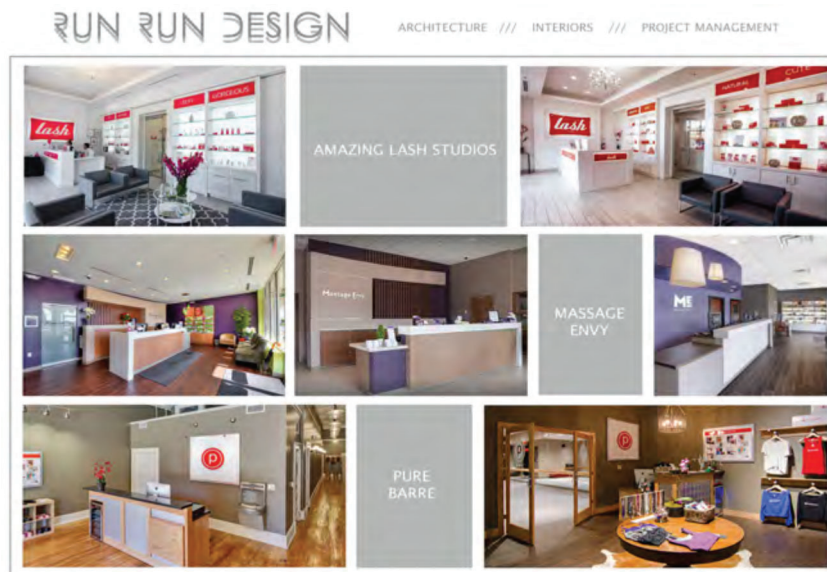 RUN RUN DESIGN
ARCHITECTURE /// INTERIORS /// PROJECT MANAGEMENT
GORGEOUS
lash
AMAZING LASH STUDIOS
NATURAL
CUTE
lash
Massage Envy
MASSAGE
ENVY
ME
PURE
BARRE
p
p